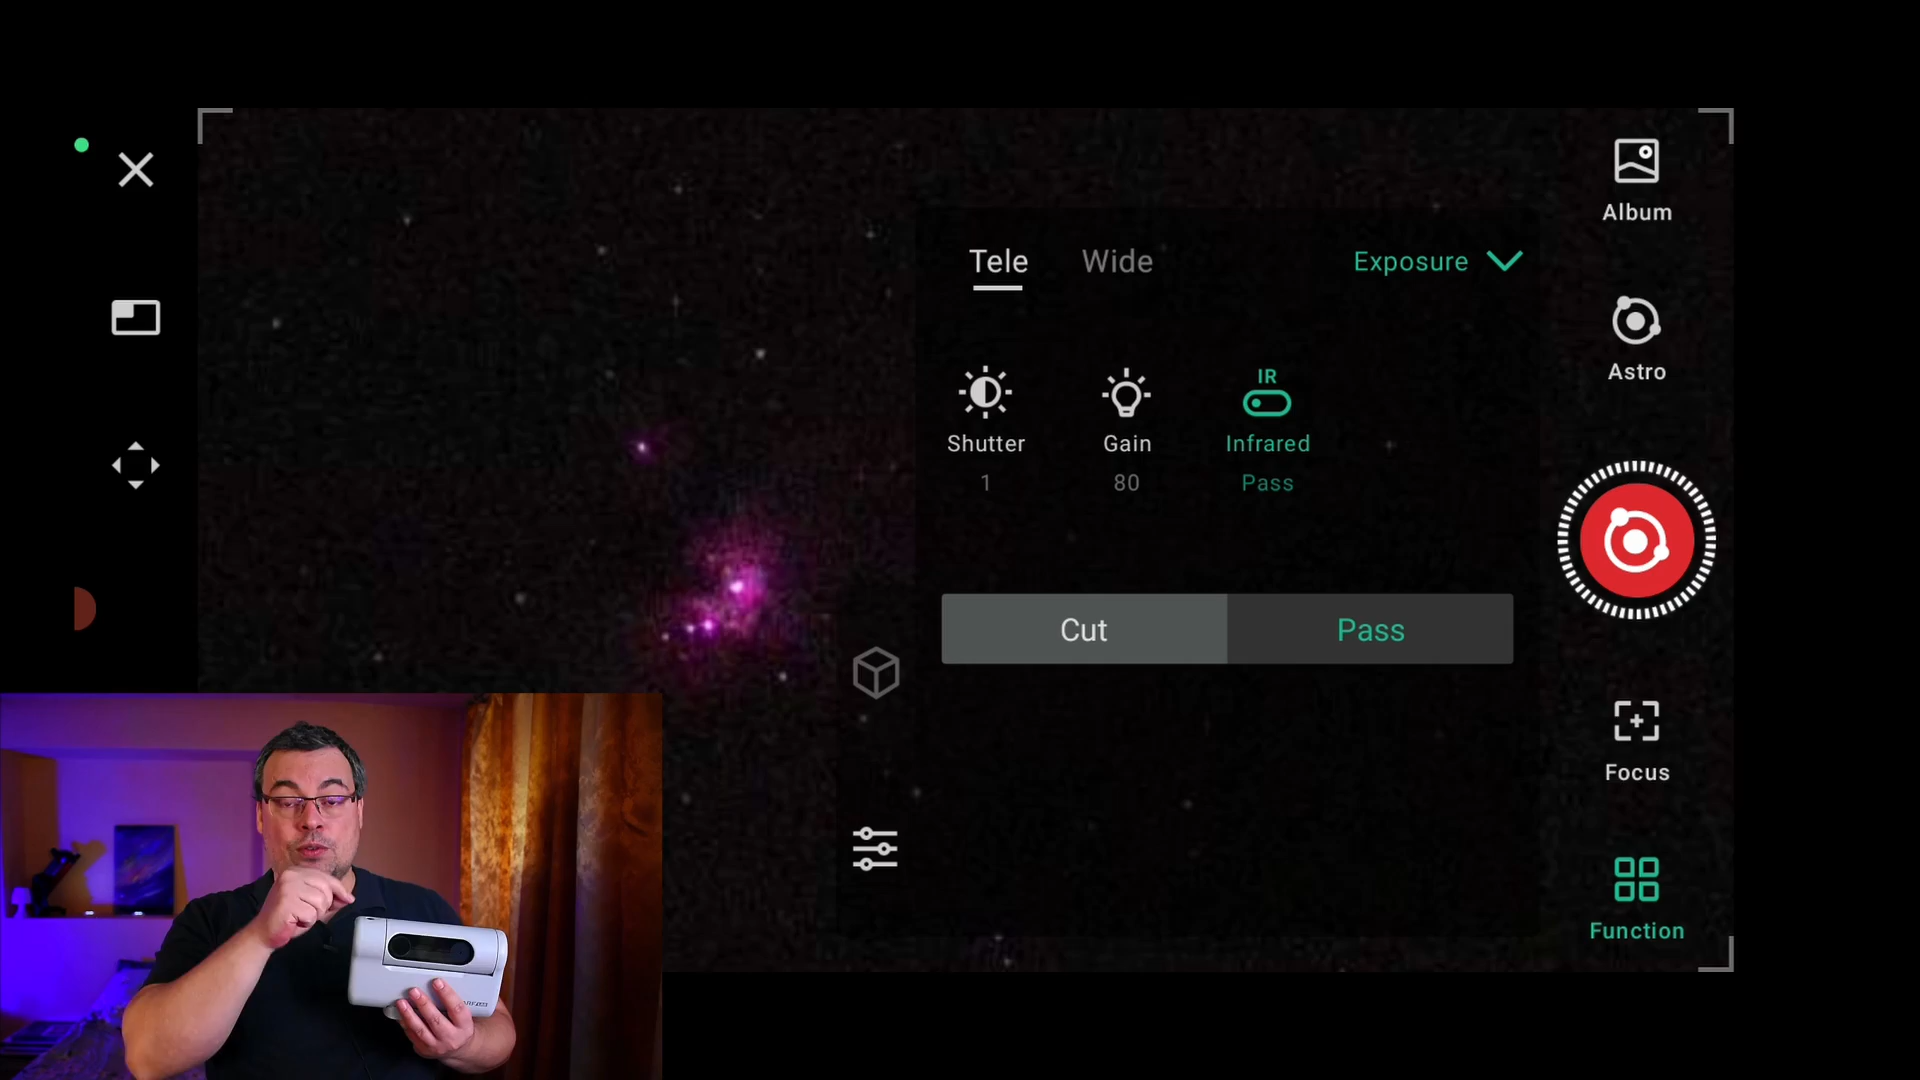 Album
Tele
Wide
Exposure
IR
Astro
Shutter
Gain
Infrared
1
80
Pass
Cut
Pass
Focus
Function